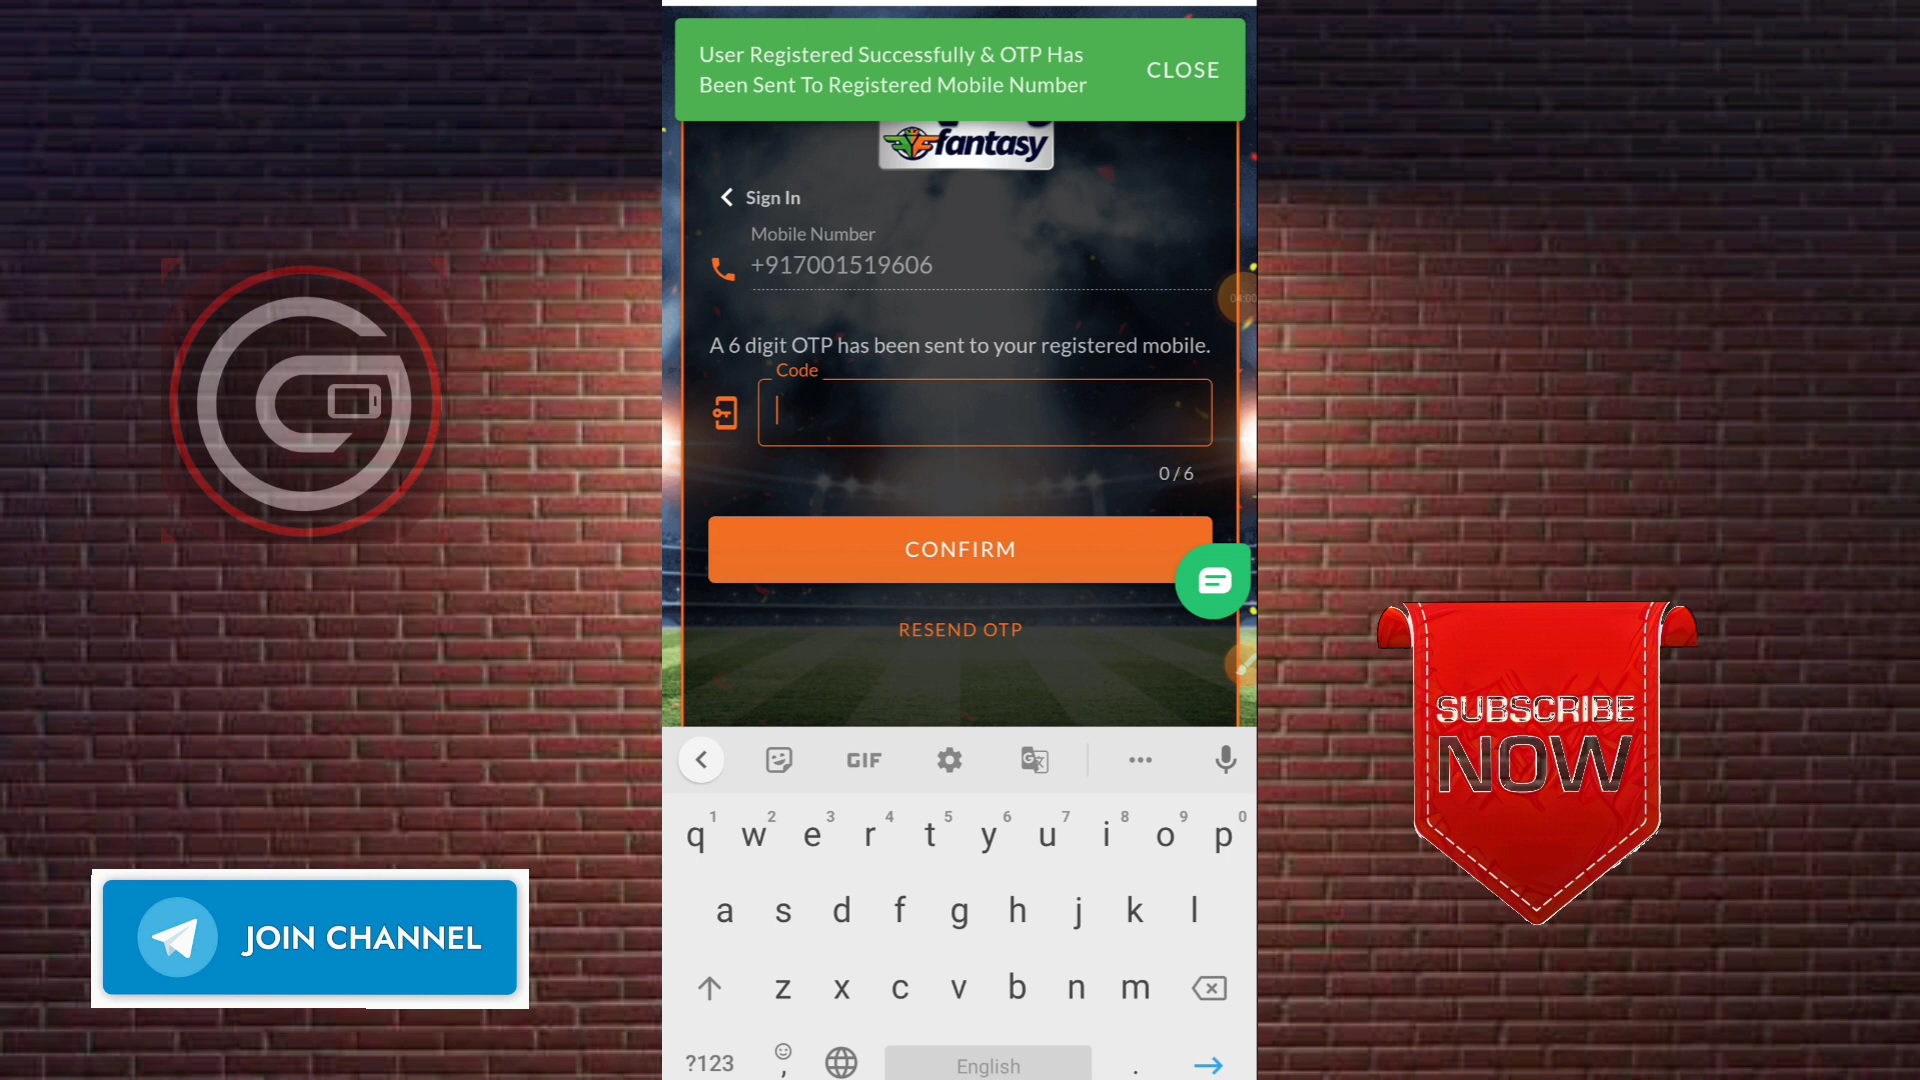 User Registered Successfully & OTP Has
Been Sent To Registered Mobile Number
CLOSE
fantasy
Sign In
Mobile Number
+917001519606
04:00
A 6 digit OTP has been sent to your registered mobile.
Code
0 / 6
CONFIRM
RESEND OTP
SUBSCRIBE
NOW
JOIN CHANNEL
GIF
1 2 3 4 5 6 7 8 9 0
q w e r t y u i o p
a s d f g h j k l
z x c v b n m
?123 , English .